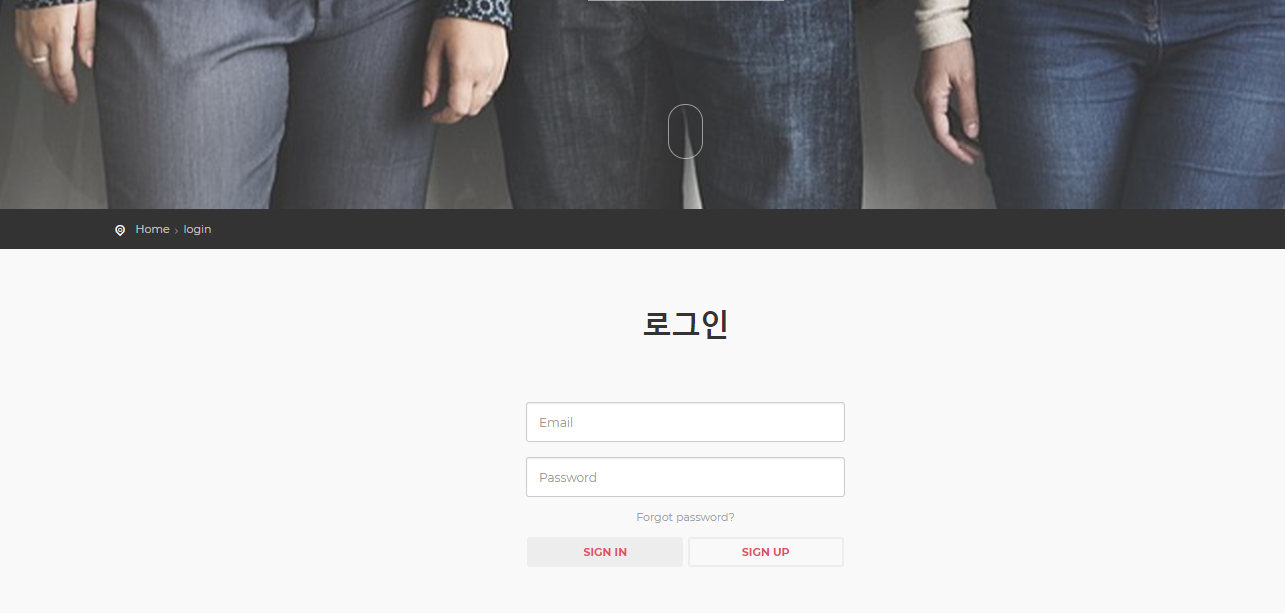 Home › login
로그인
Email
Password
Forgot password?
SIGN IN SIGN UP